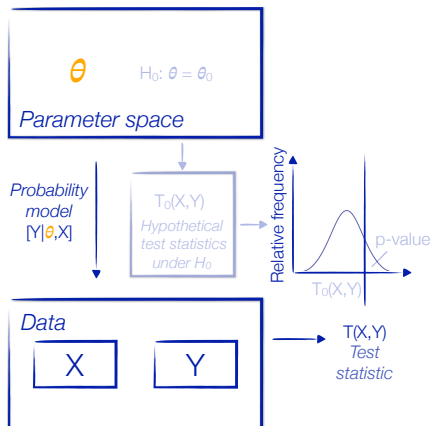 θ
H₀: θ = θ₀
Parameter space
Probability
model
[Y|θ,X]
T₀(X,Y)
Hypothetical
test statistics
under H₀
Relative frequency
p-value
T₀(X,Y)
Data
X
Y
T(X,Y)
Test
statistic